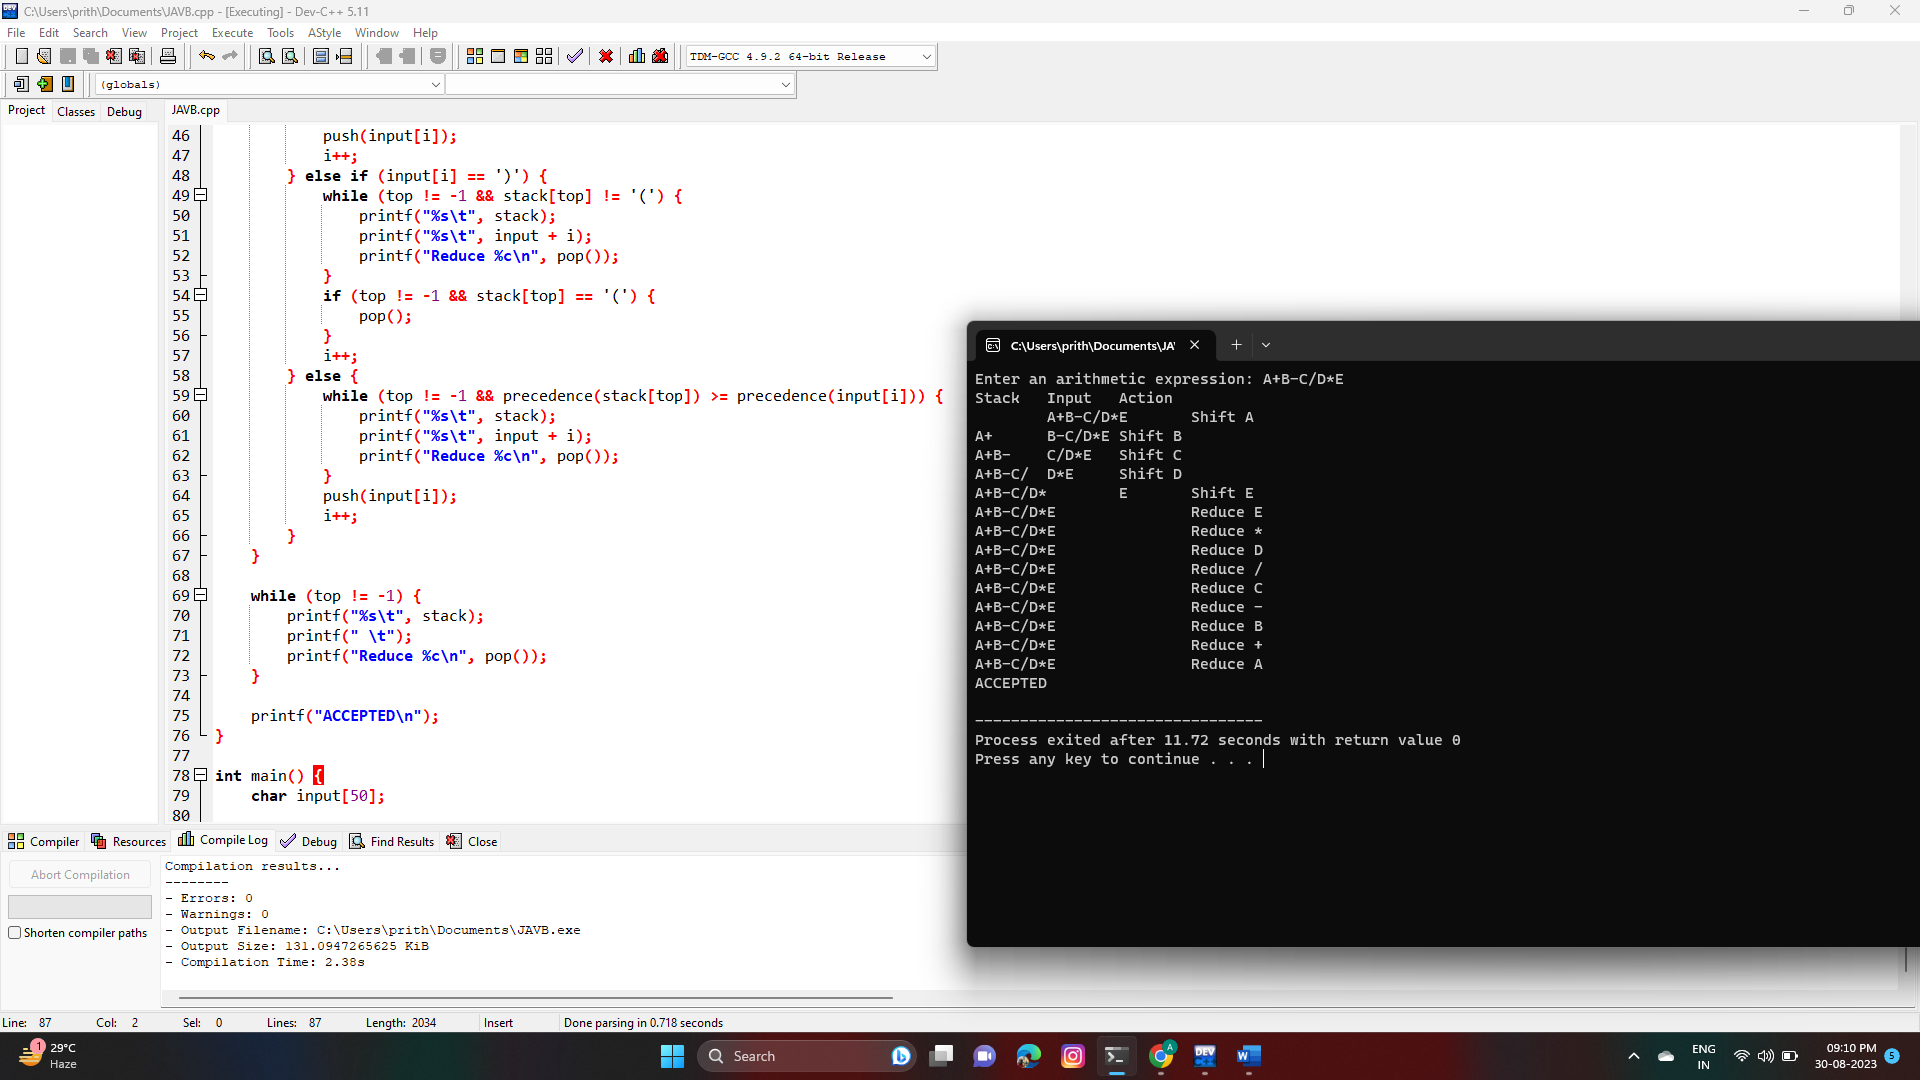 C:\Users\prith\Documents\JAVB.cpp - [Executing] - Dev-C++ 5.11
File Edit Search View Project Execute Tools AStyle Window Help
TDM-GCC 4.9.2 64-bit Release
(globals)
Project Classes Debug JAVB.cpp
46 push(input[i]);
47 i++;
48 } else if (input[i] == ')') {
49 while (top != -1 && stack[top] != '(') {
50 printf("%s\t", stack);
51 printf("%s\t", input + i);
52 printf("Reduce %c\n", pop());
53 }
54 if (top != -1 && stack[top] == '(') {
55 pop();
56 }
57 i++;
58 } else {
59 while (top != -1 && precedence(stack[top]) >= precedence(input[i])) {
60 printf("%s\t", stack);
61 printf("%s\t", input + i);
62 printf("Reduce %c\n", pop());
63 }
64 push(input[i]);
65 i++;
66 }
67 }
68
69 while (top != -1) {
70 printf("%s\t", stack);
71 printf(" \t");
72 printf("Reduce %c\n", pop());
73 }
74
75 printf("ACCEPTED\n");
76 }
77
78 int main() {
79 char input[50];
80
C:\Users\prith\Documents\JA
Enter an arithmetic expression: A+B-C/D*E
Stack Input Action
A+B-C/D*E Shift A
A+ B-C/D*E Shift B
A+B- C/D*E Shift C
A+B-C/ D*E Shift D
A+B-C/D* E Shift E
A+B-C/D*E Reduce E
A+B-C/D*E Reduce *
A+B-C/D*E Reduce D
A+B-C/D*E Reduce /
A+B-C/D*E Reduce C
A+B-C/D*E Reduce -
A+B-C/D*E Reduce B
A+B-C/D*E Reduce +
A+B-C/D*E Reduce A
ACCEPTED
--------------------------------
Process exited after 11.72 seconds with return value 0
Press any key to continue . . .
Compiler Resources Compile Log Debug Find Results Close
Abort Compilation
Shorten compiler paths
Compilation results...
--------
- Errors: 0
- Warnings: 0
- Output Filename: C:\Users\prith\Documents\JAVB.exe
- Output Size: 131.0947265625 KiB
- Compilation Time: 2.38s
Line: 87 Col: 2 Sel: 0 Lines: 87 Length: 2034 Insert Done parsing in 0.718 seconds
1
29°C
Haze
Search
A
DEV
W
ENG
IN
09:10 PM
30-08-2023
5